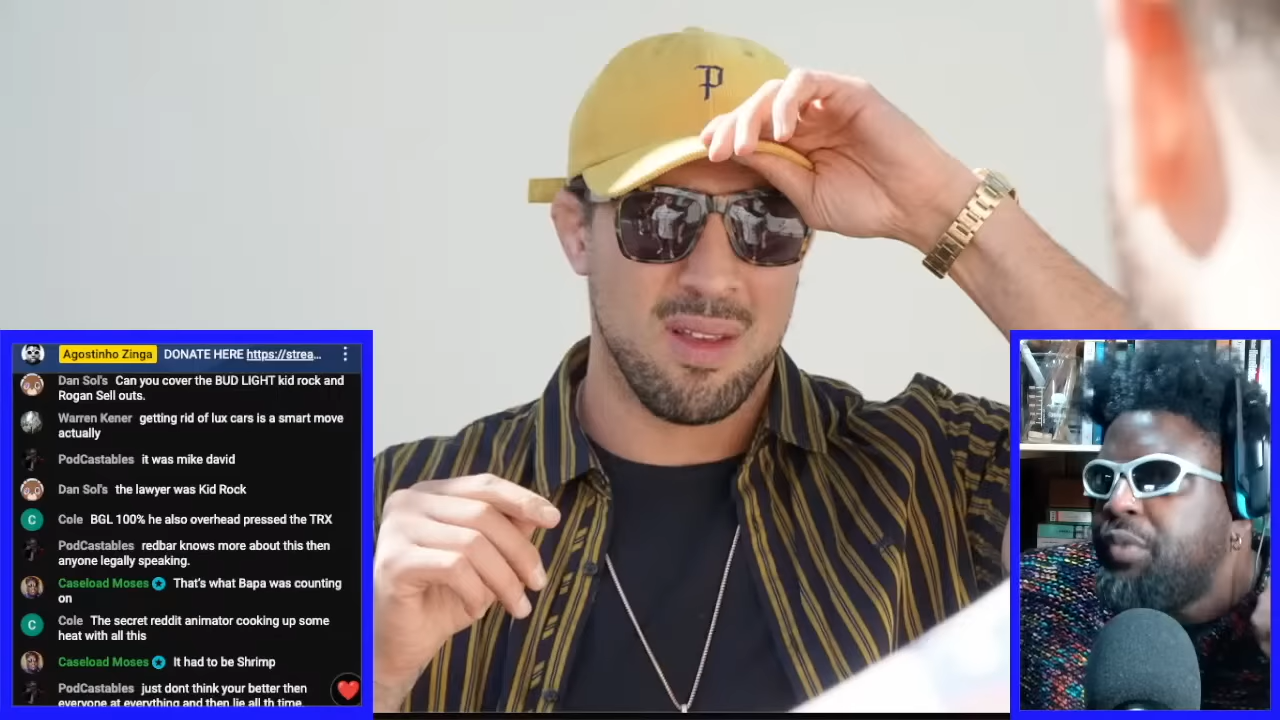 P
Agostinho Zinga DONATE HERE https://strea...
Dan Sol's Can you cover the BUD LIGHT kid rock and
Rogan Sell outs.
Warren Kener getting rid of lux cars is a smart move
actually
PodCastables it was mike david
Dan Sol's the lawyer was Kid Rock
C Cole BGL 100% he also overhead pressed the TRX
PodCastables redbar knows more about this then
anyone legally speaking.
Caseload Moses That's what Bapa was counting
on
C Cole The secret reddit animator cooking up some
heat with all this
Caseload Moses It had to be Shrimp
PodCastables just dont think your better then
everyone at everything and then lie all th time.